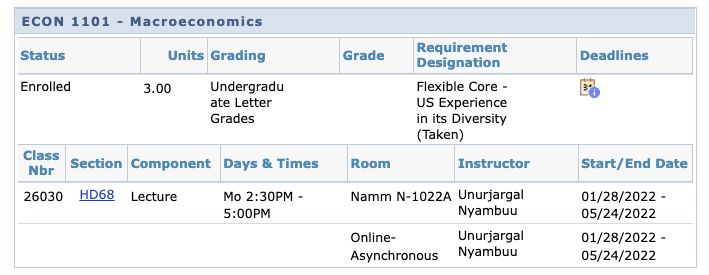 ECON 1101 - Macroeconomics
Status Units Grading Grade Requirement Designation Deadlines
Enrolled 3.00 Undergradu
ate Letter
Grades
Flexible Core -
US Experience
in its Diversity
(Taken)
Class Nbr Section Component Days & Times Room Instructor Start/End Date
26030 HD68 Lecture Mo 2:30PM -
5:00PM
Namm N-1022A Unurjargal
Nyambuu
01/28/2022 -
05/24/2022
Online-
Asynchronous
Unurjargal
Nyambuu
01/28/2022 -
05/24/2022